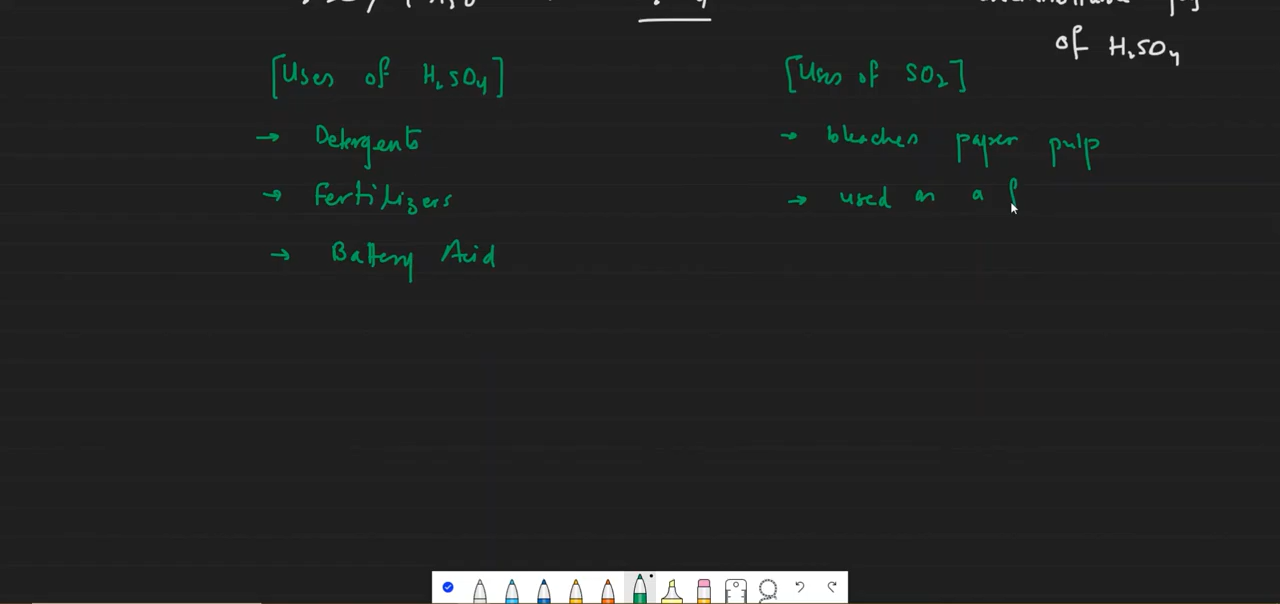 of H₂SO₄
[Uses of H₂SO₄]
→ Detergents
→ Fertilizers
→ Battery Acid
[Uses of SO₂]
→ bleaches paper pulp
→ used as a f